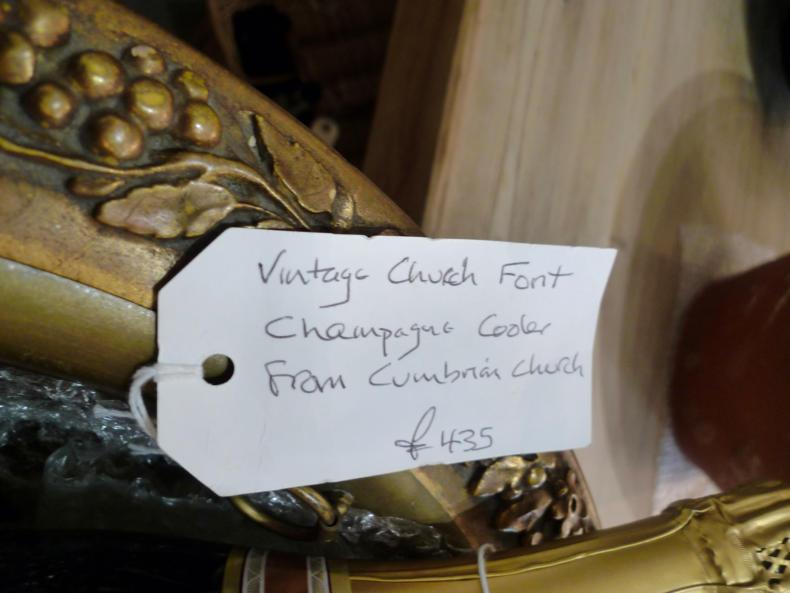 Vintage Church Font
Champagne Cooler
From Cumbrian Church
£435